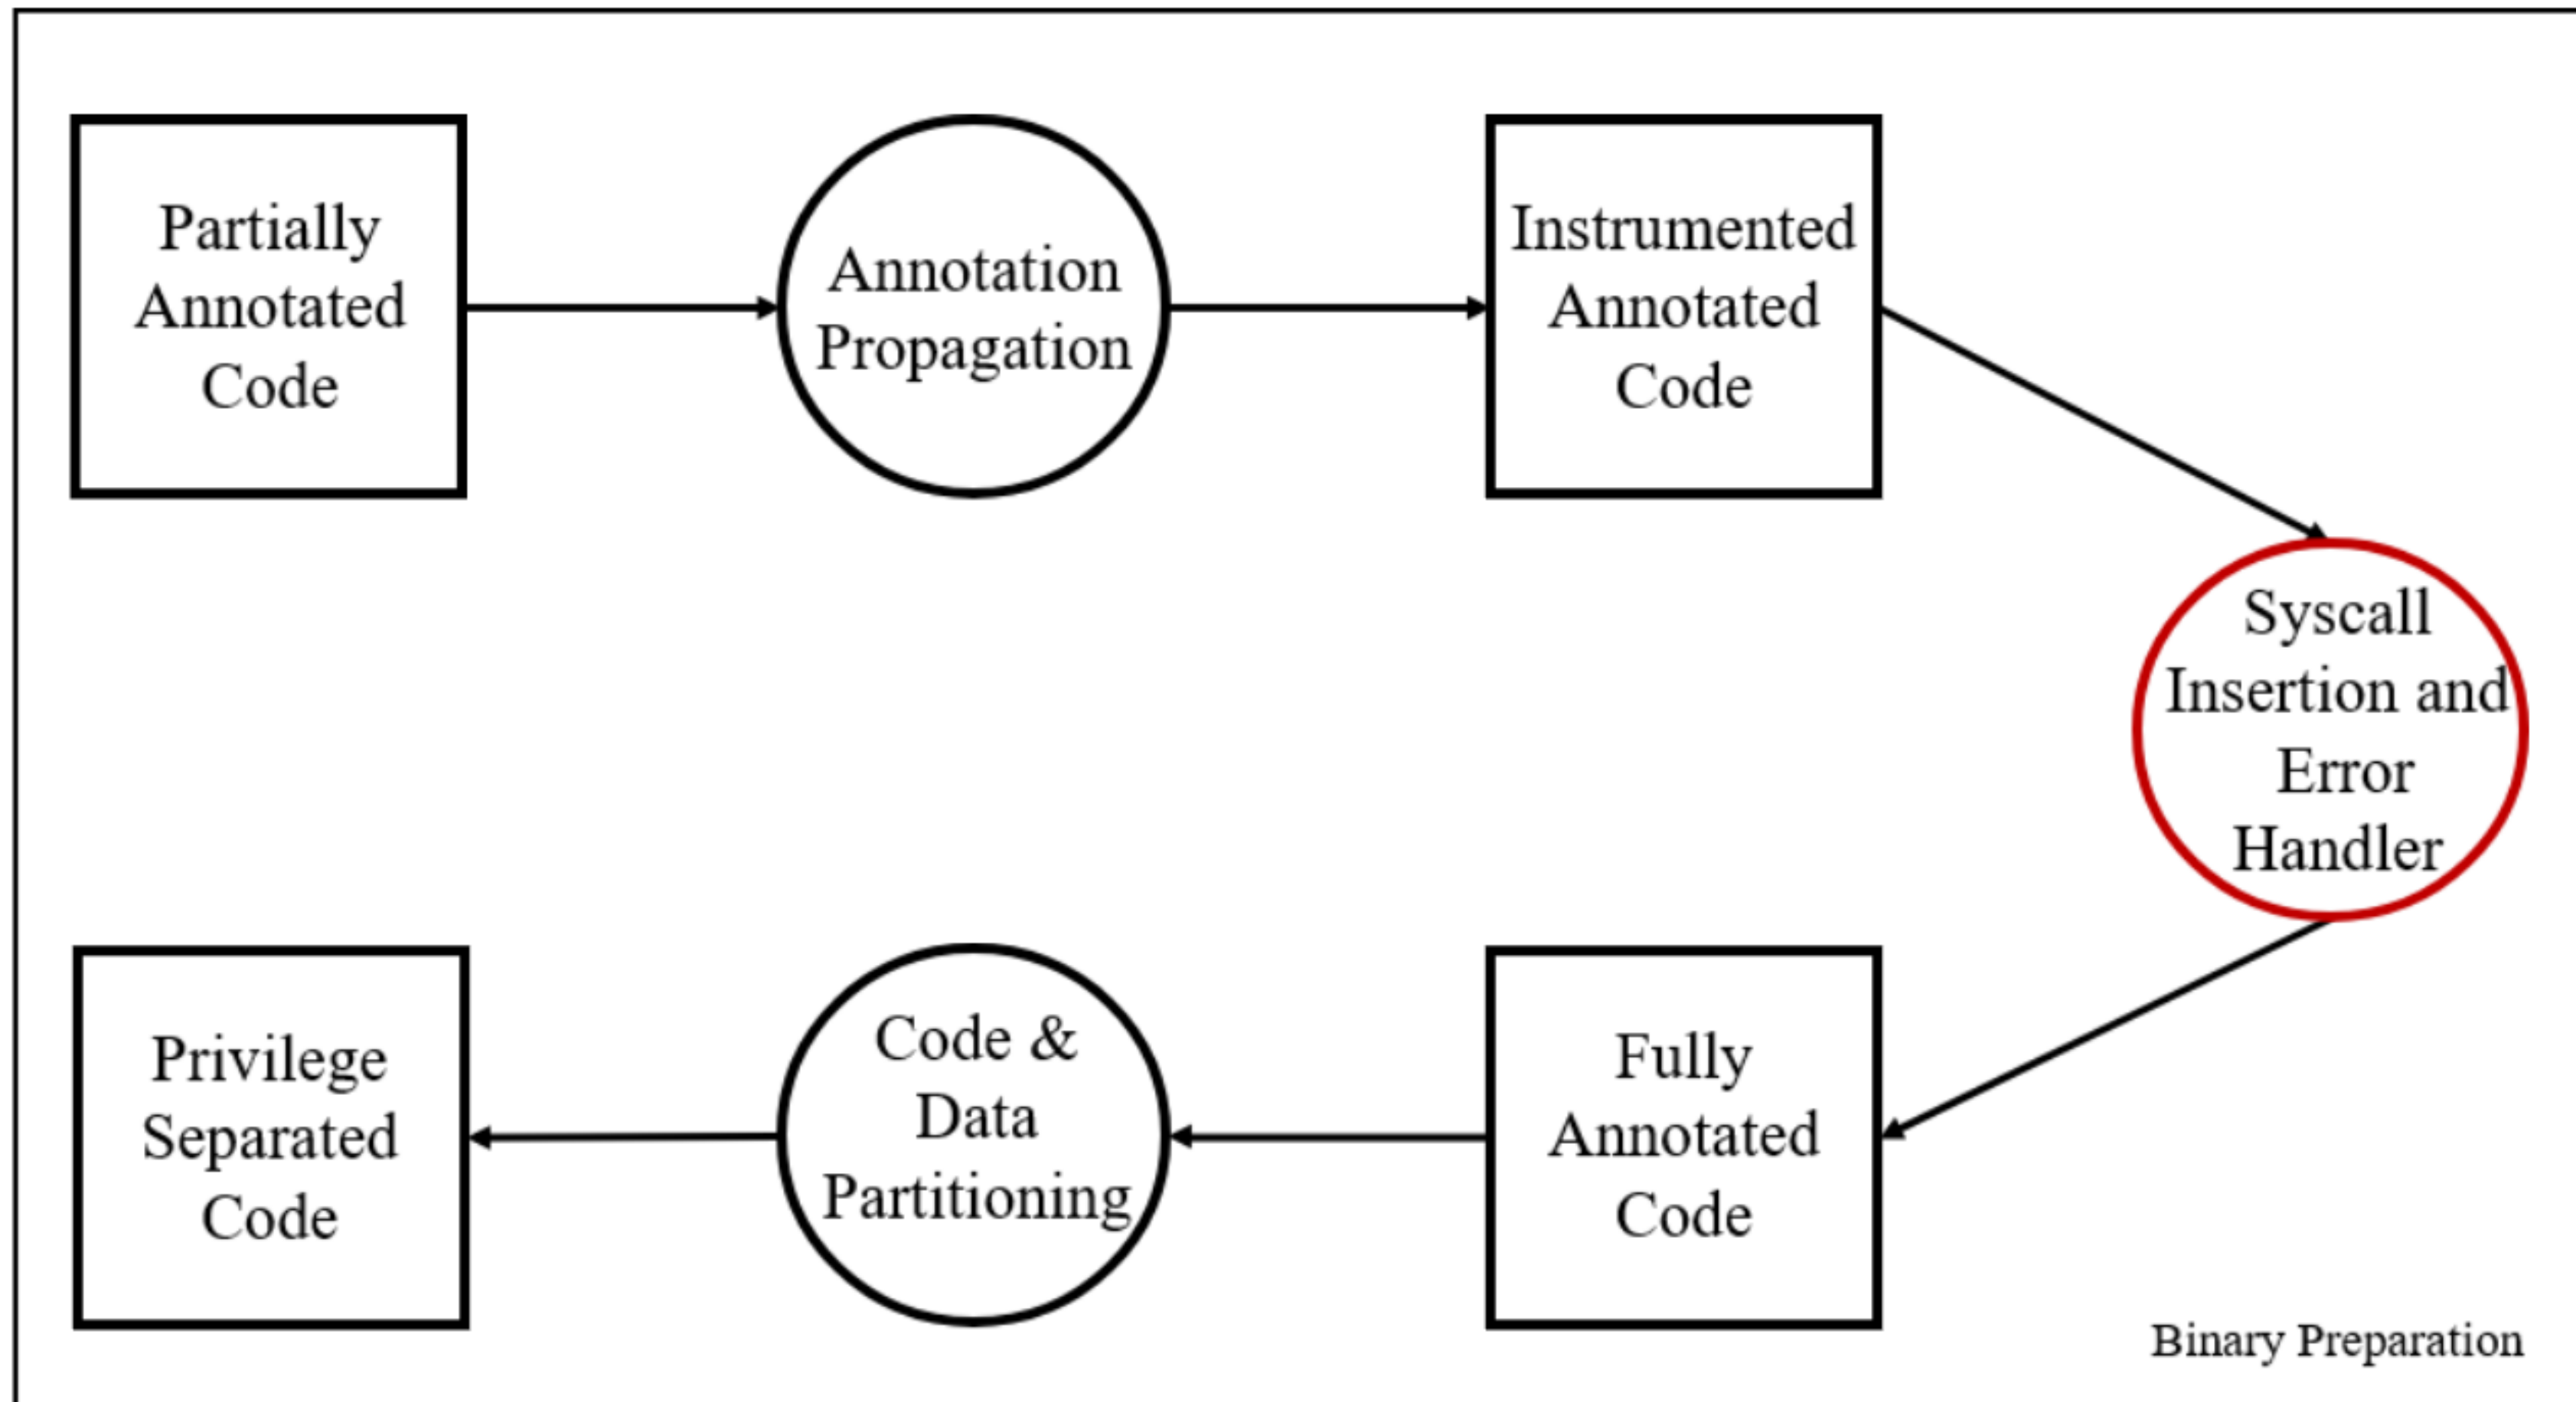 Partially
Annotated
Code
Annotation
Propagation
Instrumented
Annotated
Code
Syscall
Insertion and
Error
Handler
Fully
Annotated
Code
Code &
Data
Partitioning
Privilege
Separated
Code
Binary Preparation